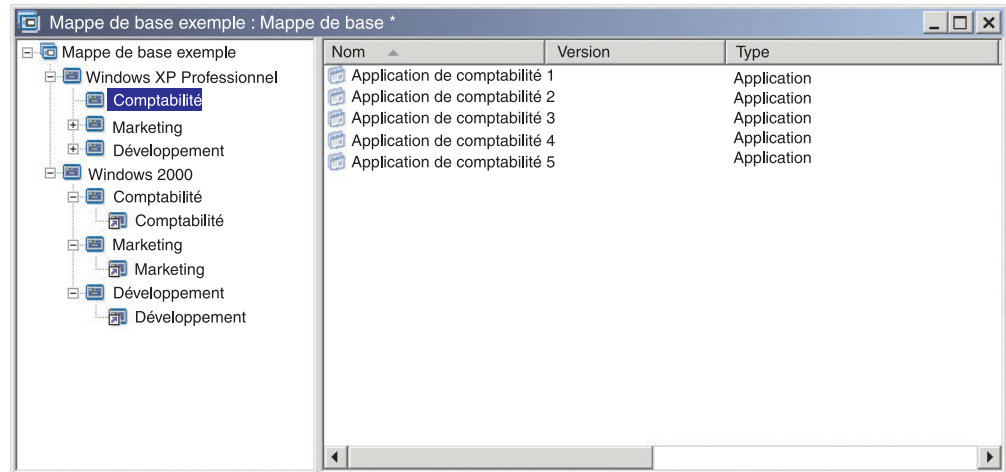 Mappe de base exemple : Mappe de base *
Mappe de base exemple
Windows XP Professionnel
Comptabilité
Marketing
Développement
Windows 2000
Comptabilité
Comptabilité
Marketing
Marketing
Développement
Développement
Nom Version Type
Application de comptabilité 1 Application
Application de comptabilité 2 Application
Application de comptabilité 3 Application
Application de comptabilité 4 Application
Application de comptabilité 5 Application